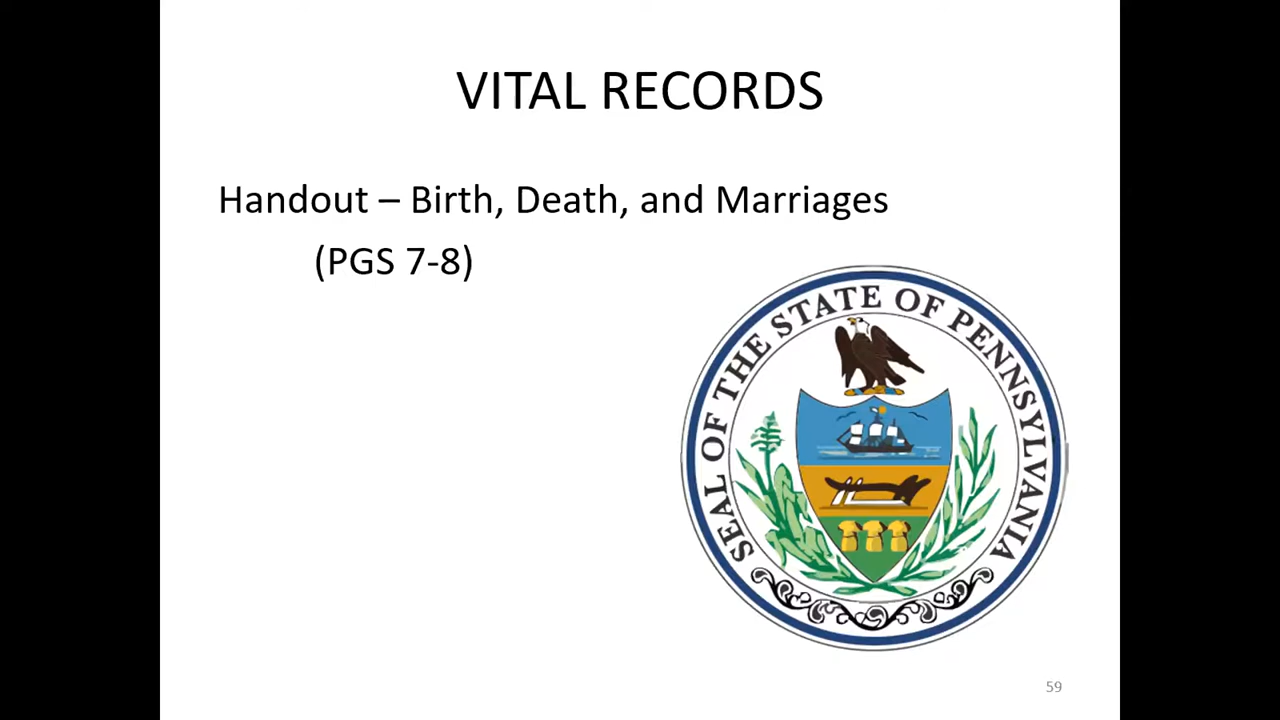 VITAL RECORDS
Handout – Birth, Death, and Marriages
(PGS 7-8)
SEAL OF THE STATE OF PENNSYLVANIA
59